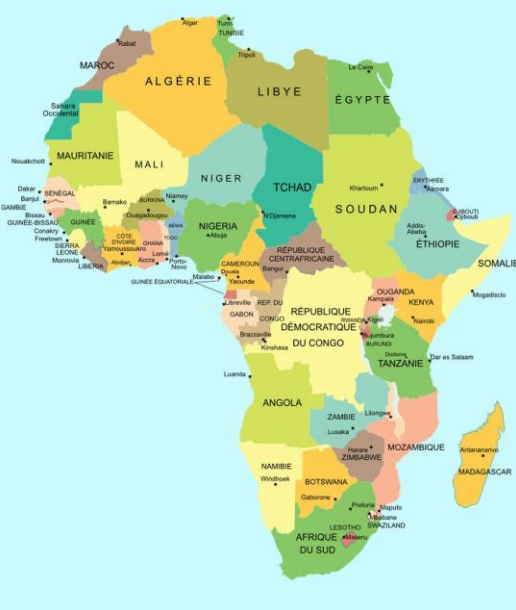 Alger
Tunis
TUNISIE
Rabat
MAROC
Tripoli
Le Caire
ALGÉRIE
LIBYE
ÉGYPTE
Sahara
Occidental
Nouakchott
MAURITANIE
MALI
NIGER
TCHAD
SOUDAN
Khartoum
ERYTHRÉE
Asmara
Dakar
SÉNÉGAL
Banjul
GAMBIE
Bissau
GUINÉE-BISSAU
GUINÉE
Bamako
BURKINA
Ouagadougou
Niamey
BÉNIN
NIGERIA
Abuja
N'Djamena
DJIBOUTI
Djibouti
Addis-
Abeba
ÉTHIOPIE
Conakry
Freetown
SIERRA
LEONE
Monrovia
LIBERIA
CÔTE
D'IVOIRE
Yamoussoukro
Abidjan
GHANA
Accra
TOGO
Lomé
Porto-
Novo
CAMEROUN
Douala
Yaounde
Malabo
GUINÉE ÉQUATORIALE
RÉPUBLIQUE
CENTRAFRICAINE
Bangui
SOMALIE
Mogadiscio
Libreville
GABON
REP. DU
CONGO
Brazzaville
Kinshasa
RÉPUBLIQUE
DÉMOCRATIQUE
DU CONGO
OUGANDA
Kampala
KENYA
Nairobi
RWANDA
Kigali
Bujumbura
BURUNDI
Dodoma
TANZANIE
Dar es Salaam
Luanda
ANGOLA
ZAMBIE
Lusaka
Lilongwe
MOZAMBIQUE
Harare
ZIMBABWE
Antananarivo
MADAGASCAR
NAMIBIE
Windhoek
BOTSWANA
Gaborone
Pretoria
Maputo
Mbabane
SWAZILAND
LESOTHO
Maseru
AFRIQUE
DU SUD